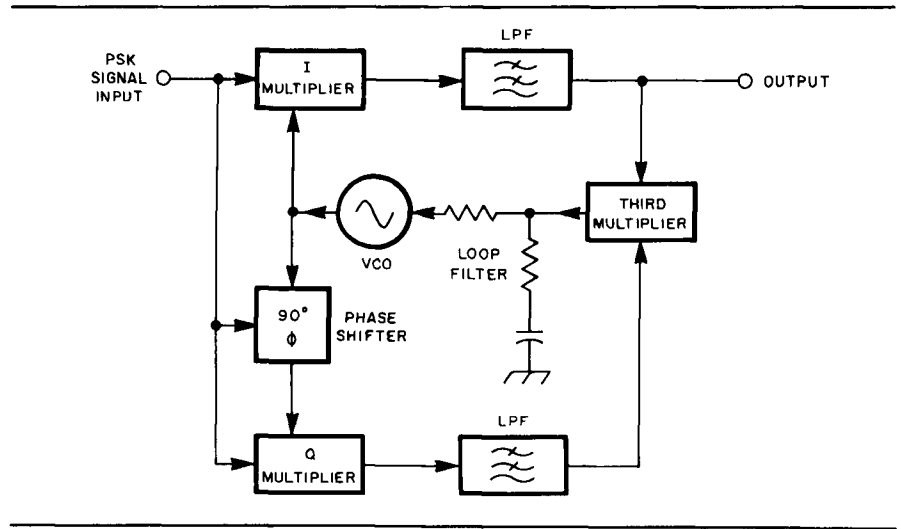 PSK
SIGNAL
INPUT
I
MULTIPLIER
LPF
OUTPUT
THIRD
MULTIPLIER
VCO
LOOP
FILTER
90°
ϕ
PHASE
SHIFTER
Q
MULTIPLIER
LPF